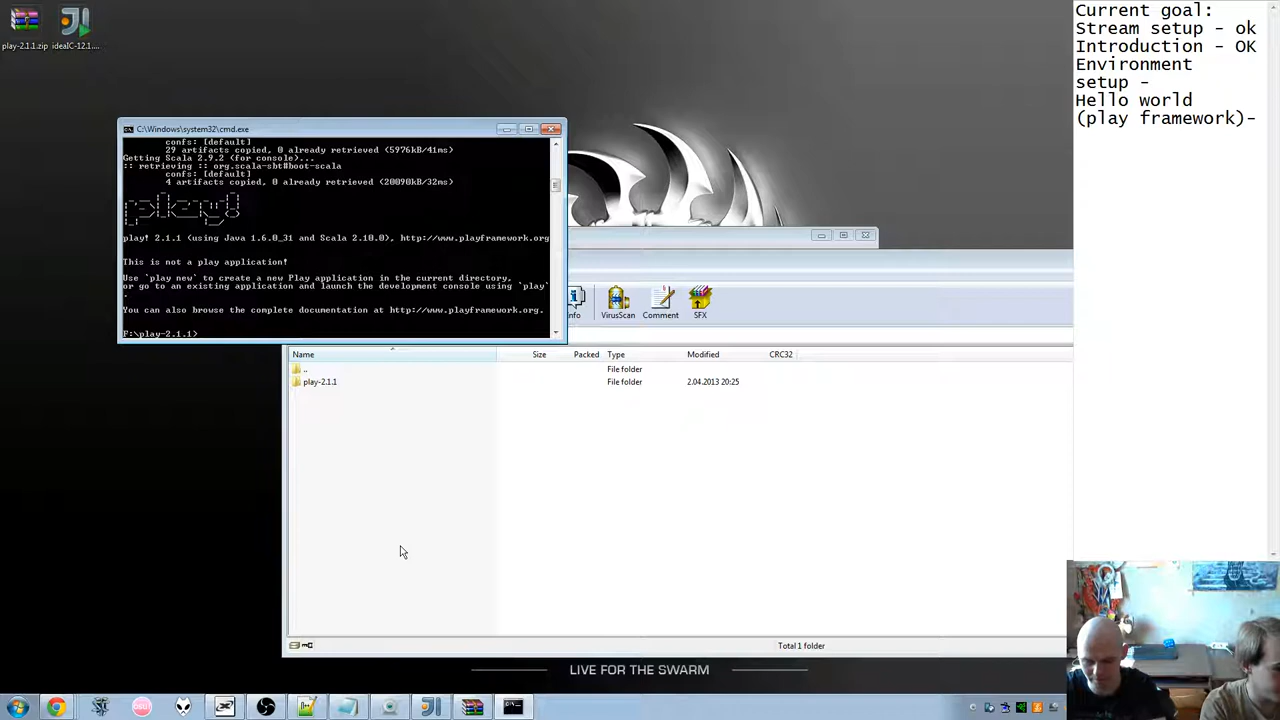 Current goal:
Stream setup - ok
Introduction - OK
Environment
setup -
Hello world
(play framework)-
play-2.1.1.zip
ideaIC-12.1....
C:\Windows\system32\cmd.exe
confs: [default]
29 artifacts copied, 0 already retrieved (5976kB/41ms)
Getting Scala 2.9.2 (for console)...
:: retrieving :: org.scala-sbt#boot-scala
confs: [default]
4 artifacts copied, 0 already retrieved (20090kB/32ms)
play!
play! 2.1.1 (using Java 1.6.0_31 and Scala 2.10.0), http://www.playframework.org
This is not a play application!
Use `play new` to create a new Play application in the current directory,
or go to an existing application and launch the development console using `play`
.
You can also browse the complete documentation at http://www.playframework.org.
F:\play-2.1.1>
Info
VirusScan
Comment
SFX
Name
Size
Packed
Type
Modified
CRC32
..
File folder
play-2.1.1
File folder
2.04.2013 20:25
Total 1 folder
LIVE FOR THE SWARM